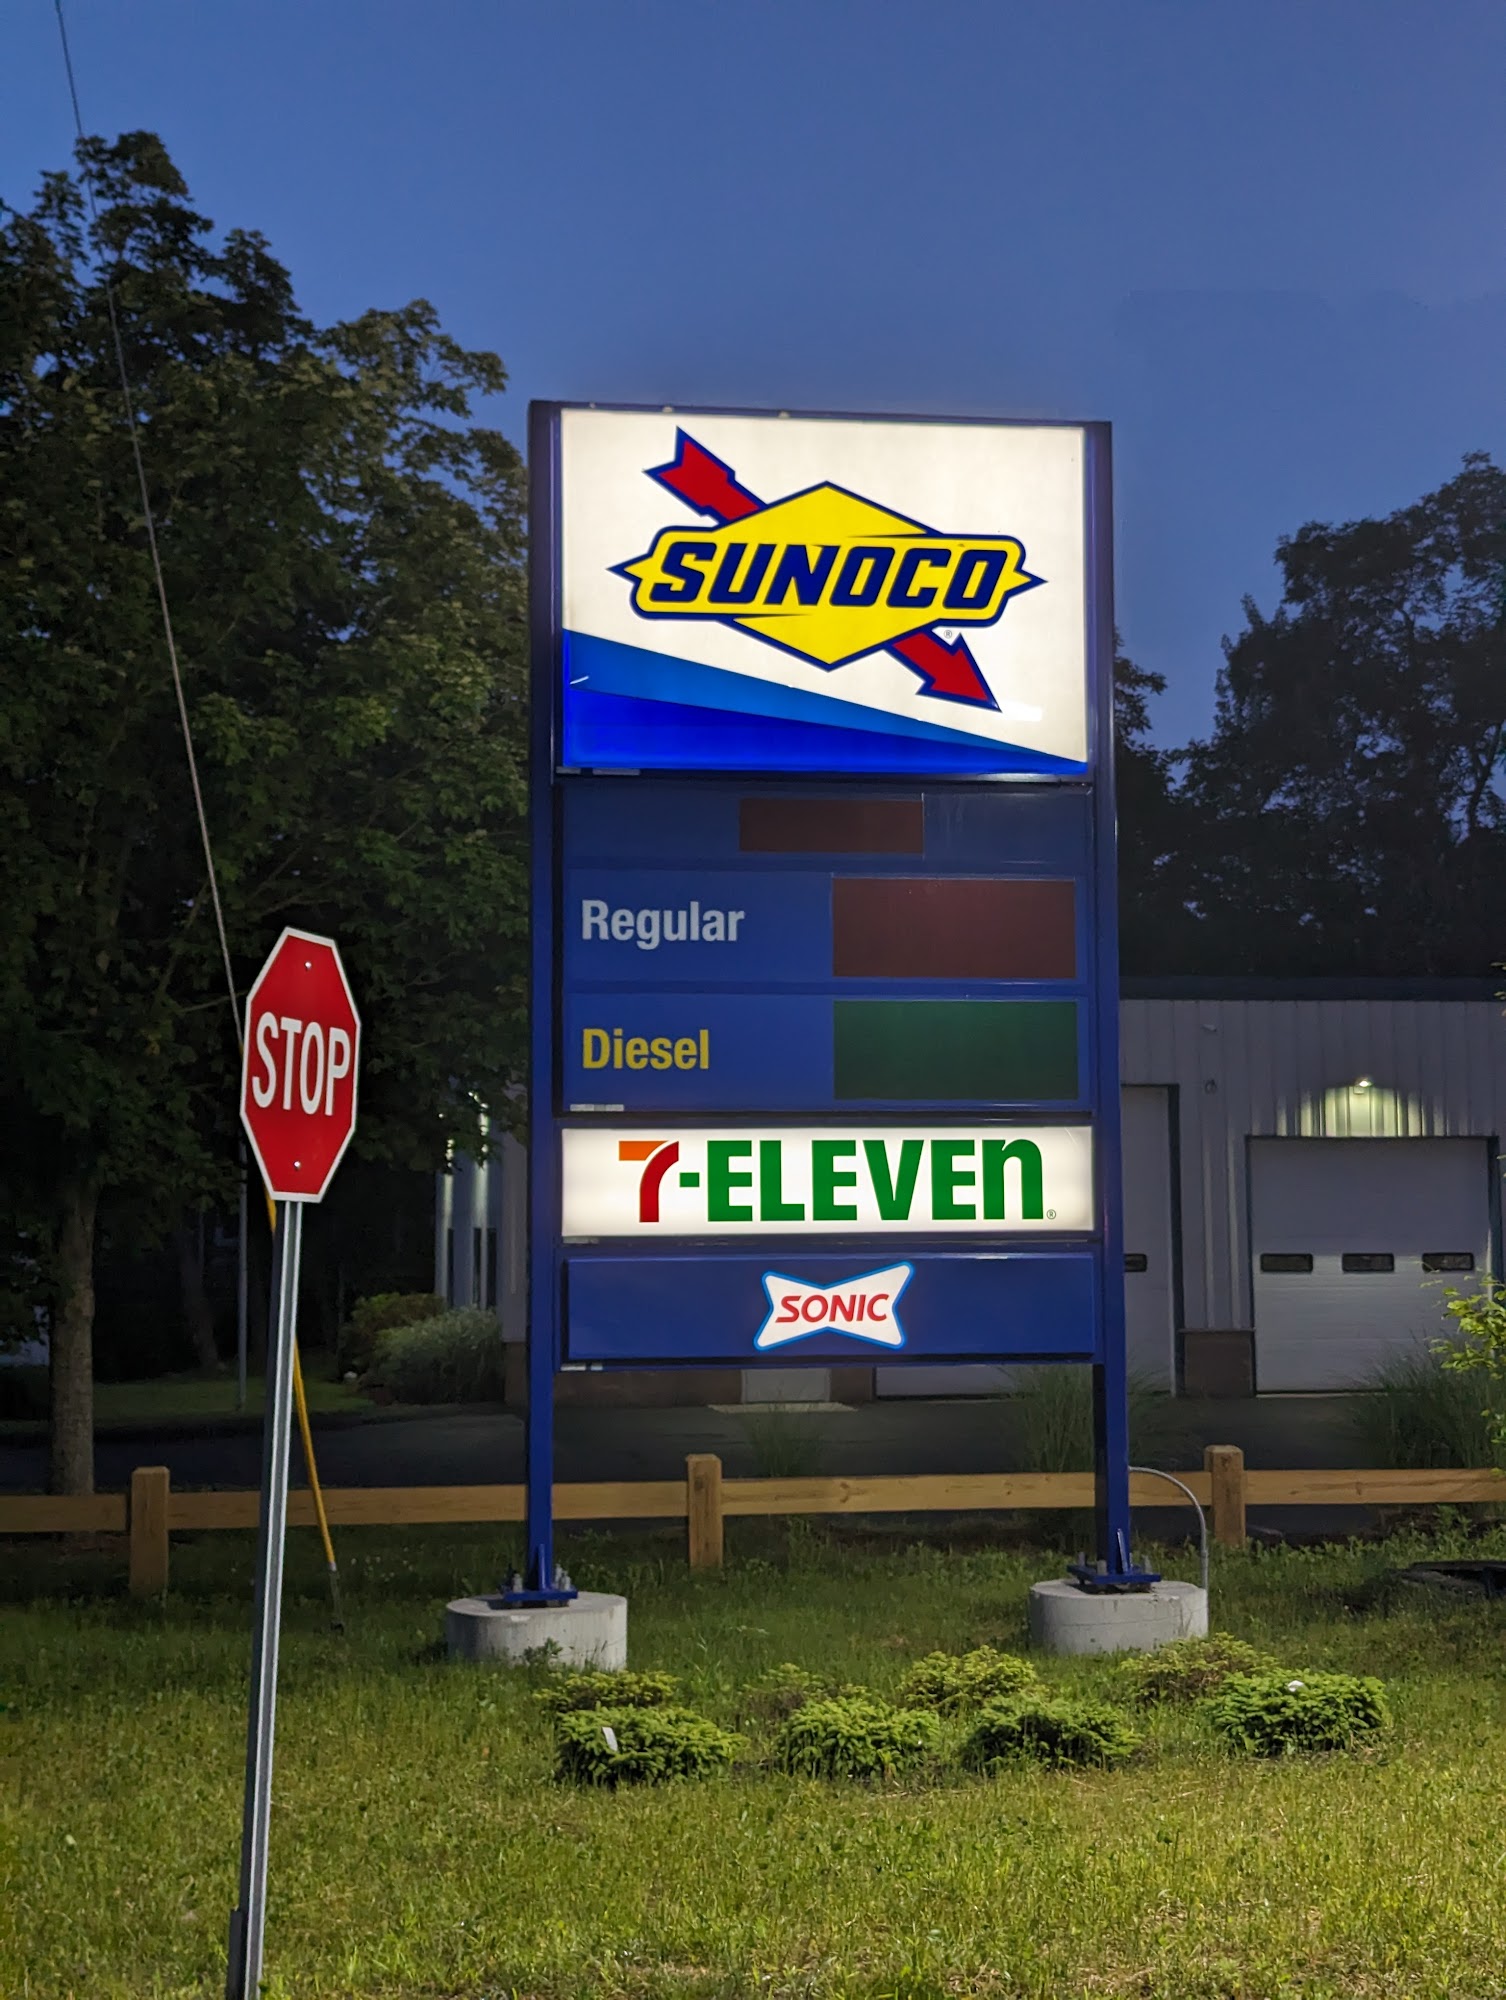 SUNOCO
®
Regular
Diesel
STOP
7-ELEVEn®
SONIC